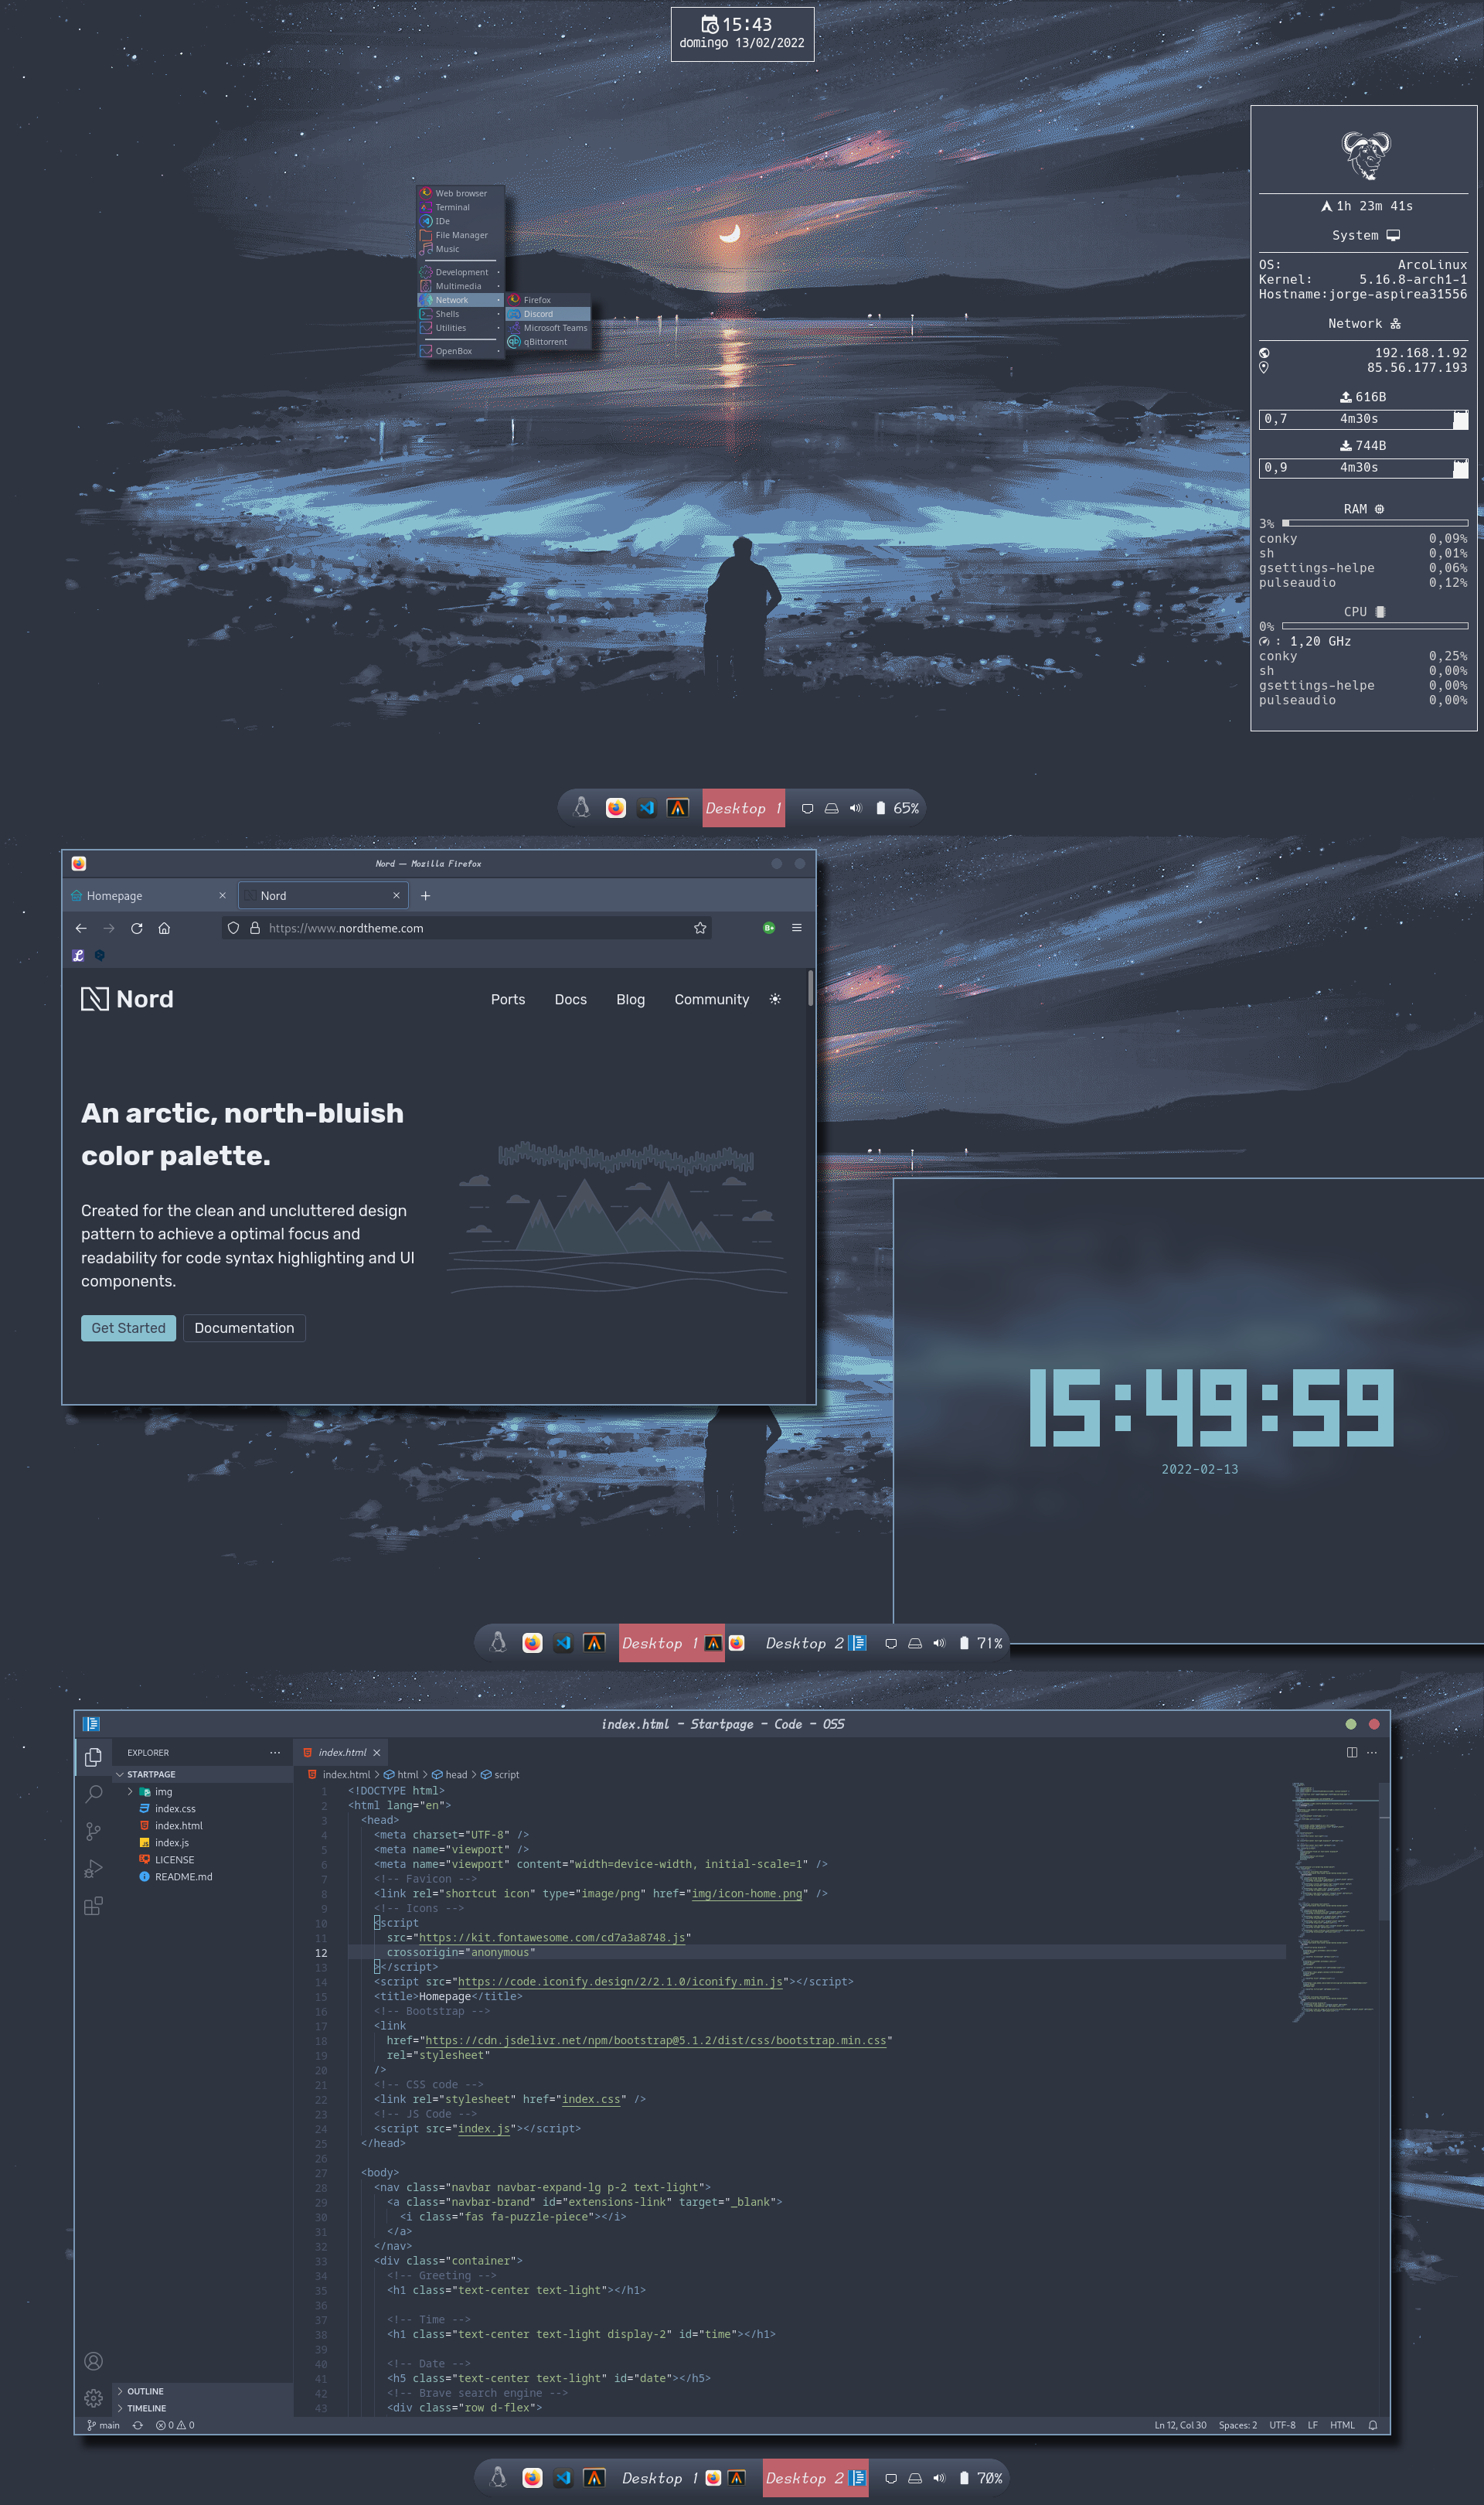 15:43
domingo 13/02/2022
Web browser
Terminal
IDe
File Manager
Music
Development
Multimedia
Network
Shells
Utilities
OpenBox
Firefox
Discord
Microsoft Teams
qBittorrent
1h 23m 41s
System
OS: ArcoLinux
Kernel: 5.16.8-arch1-1
Hostname:jorge-aspirea31556
Network
192.168.1.92
85.56.177.193
616B
0,7 4m30s
744B
0,9 4m30s
RAM
3%
conky 0,09%
sh 0,01%
gsettings-helpe 0,06%
pulseaudio 0,12%
CPU
0%
: 1,20 GHz
conky 0,25%
sh 0,00%
gsettings-helpe 0,00%
pulseaudio 0,00%
Desktop 1 65%
Nord — Mozilla Firefox
Homepage
Nord
https://www.nordtheme.com
Nord
Ports Docs Blog Community
An arctic, north-bluish
color palette.
Created for the clean and uncluttered design
pattern to achieve a optimal focus and
readability for code syntax highlighting and UI
components.
Get Started Documentation
15:49:59
2022-02-13
Desktop 1 Desktop 2 71%
index.html - Startpage - Code - OSS
EXPLORER
STARTPAGE
img
index.css
index.html
index.js
LICENSE
README.md
OUTLINE
TIMELINE
index.html
index.html > html > head > script
1 <!DOCTYPE html>
2 <html lang="en">
3 <head>
4 <meta charset="UTF-8" />
5 <meta name="viewport" />
6 <meta name="viewport" content="width=device-width, initial-scale=1" />
7 <!-- Favicon -->
8 <link rel="shortcut icon" type="image/png" href="img/icon-home.png" />
9 <!-- Icons -->
10 <script
11 src="https://kit.fontawesome.com/cd7a3a8748.js"
12 crossorigin="anonymous"
13 ></script>
14 <script src="https://code.iconify.design/2/2.1.0/iconify.min.js"></script>
15 <title>Homepage</title>
16 <!-- Bootstrap -->
17 <link
18 href="https://cdn.jsdelivr.net/npm/bootstrap@5.1.2/dist/css/bootstrap.min.css"
19 rel="stylesheet"
20 />
21 <!-- CSS code -->
22 <link rel="stylesheet" href="index.css" />
23 <!-- JS Code -->
24 <script src="index.js"></script>
25 </head>
26
27 <body>
28 <nav class="navbar navbar-expand-lg p-2 text-light">
29 <a class="navbar-brand" id="extensions-link" target="_blank">
30 <i class="fas fa-puzzle-piece"></i>
31 </a>
32 </nav>
33 <div class="container">
34 <!-- Greeting -->
35 <h1 class="text-center text-light"></h1>
36
37 <!-- Time -->
38 <h1 class="text-center text-light display-2" id="time"></h1>
39
40 <!-- Date -->
41 <h5 class="text-center text-light" id="date"></h5>
42 <!-- Brave search engine -->
43 <div class="row d-flex">
main 0 0
Ln 12, Col 30 Spaces: 2 UTF-8 LF HTML
Desktop 1 Desktop 2 70%